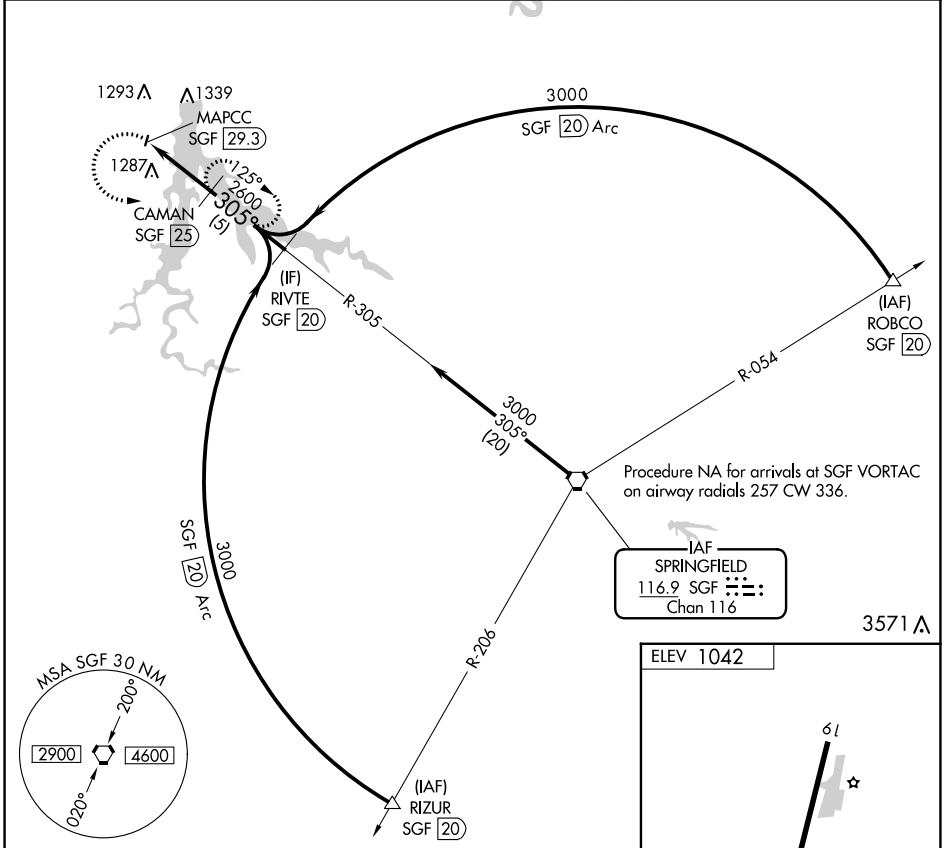 3000
SGF 20 Arc
1293
1339
MAPCC
SGF 29.3
1287
125°
2600
305°
(5)
CAMAN
SGF 25
(IF)
RIVTE
SGF 20
R-305
(IAF)
ROBCO
SGF 20
R-054
3000
305°
(20)
Procedure NA for arrivals at SGF VORTAC
on airway radials 257 CW 336.
IAF
SPRINGFIELD
116.9 SGF
Chan 116
3571
3000
SGF 20 Arc
R-206
MSA SGF 30 NM
200°
2900
4600
020°
(IAF)
RIZUR
SGF 20
ELEV 1042
19